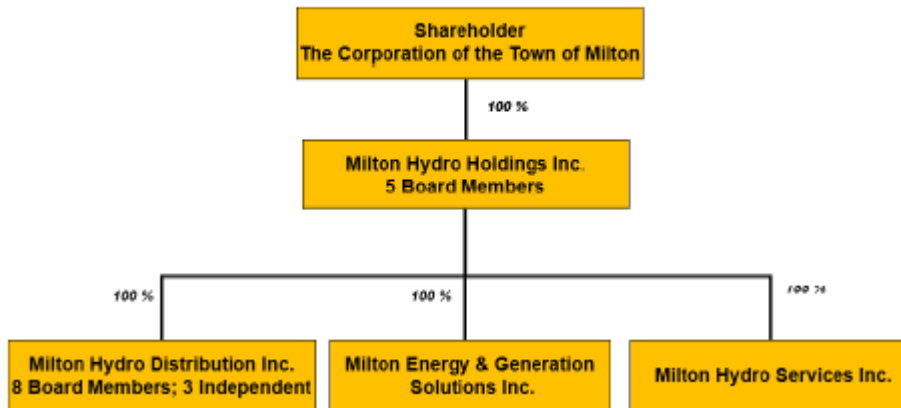 Shareholder
The Corporation of the Town of Milton
100 %
Milton Hydro Holdings Inc.
5 Board Members
100 %
100 %
100 %
Milton Hydro Distribution Inc.
8 Board Members; 3 Independent
Milton Energy & Generation
Solutions Inc.
Milton Hydro Services Inc.